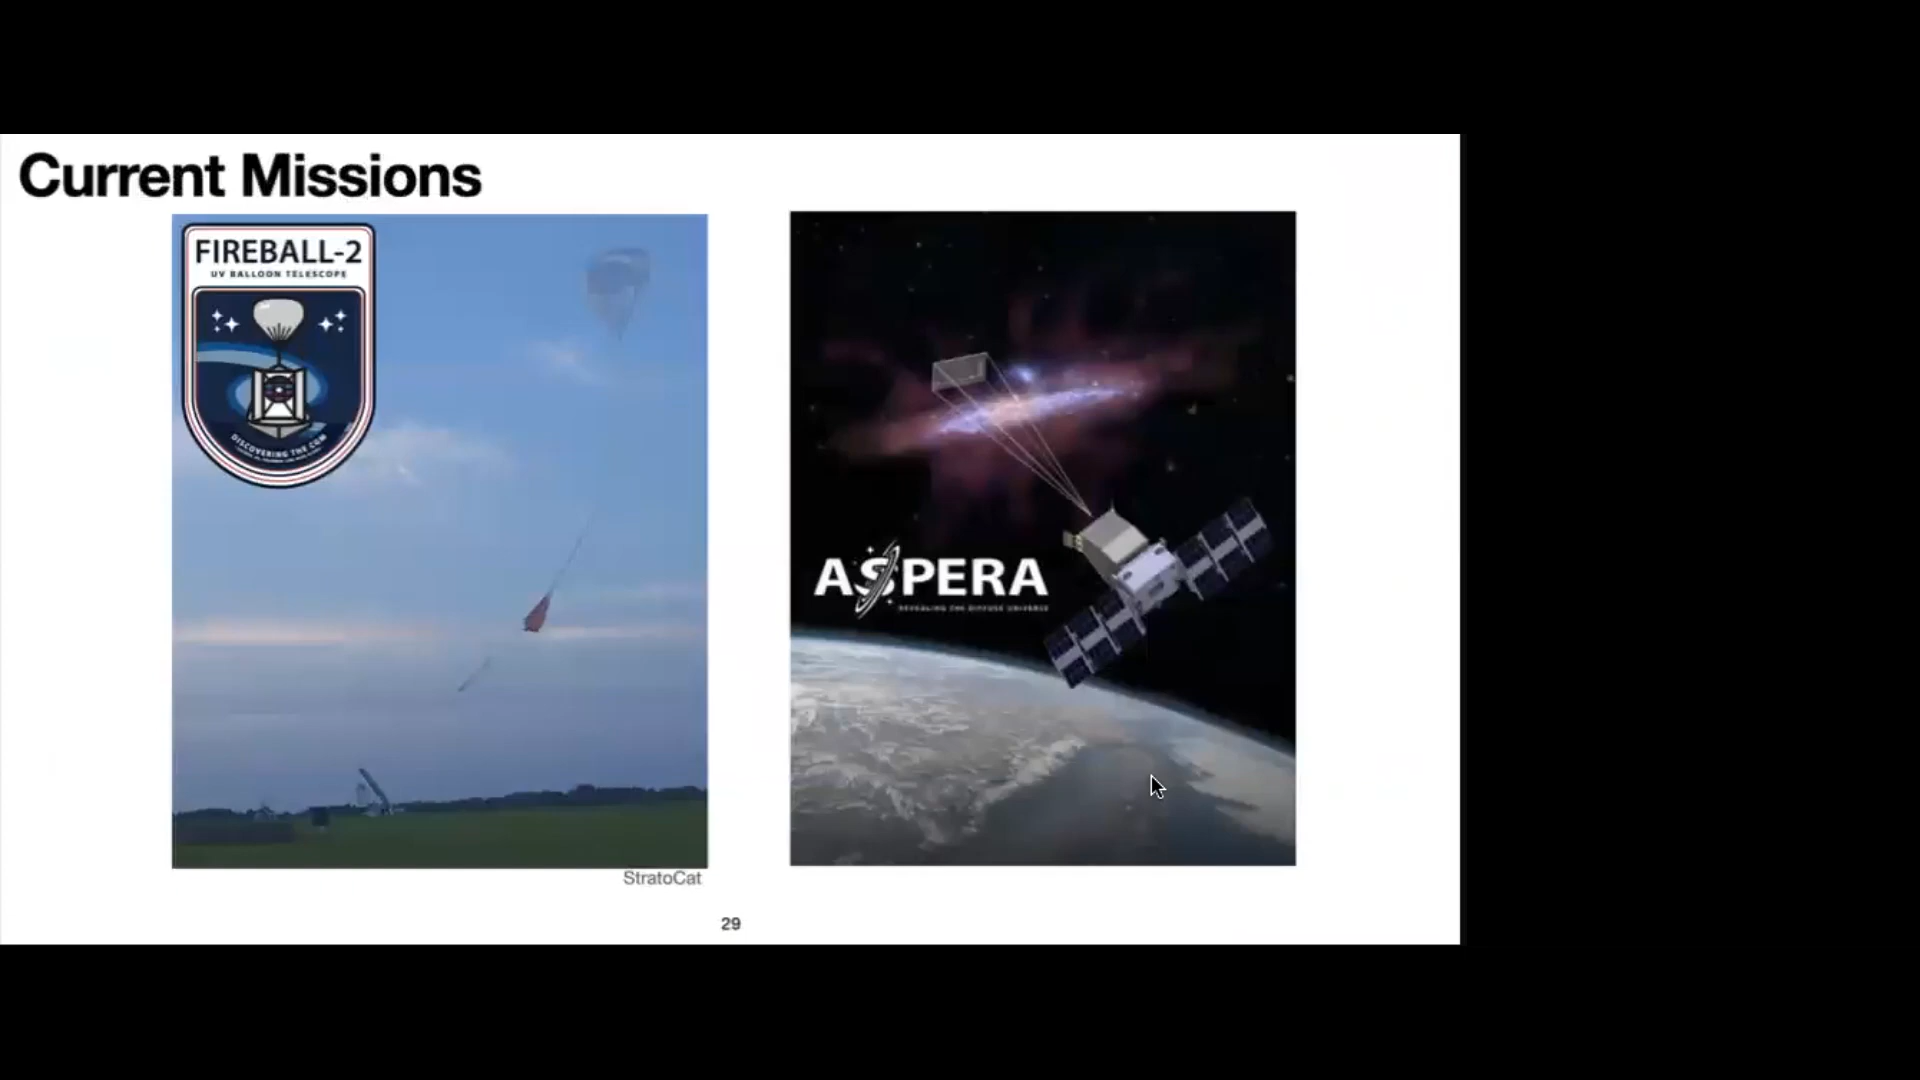 Current Missions
FIREBALL-2
UV BALLOON TELESCOPE
DISCOVERING THE CGM
ASPERA
REVEALING THE DIFFUSE UNIVERSE
StratoCat
29